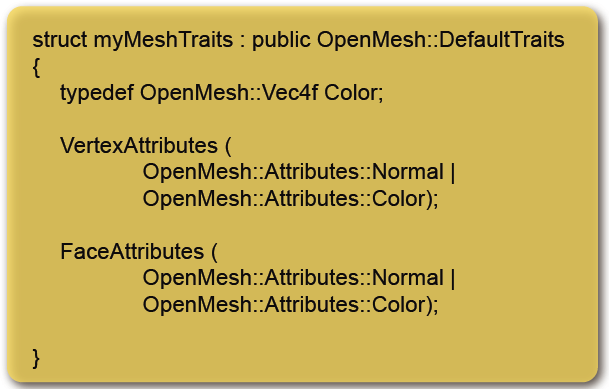 struct myMeshTraits : public OpenMesh::DefaultTraits
{
typedef OpenMesh::Vec4f Color;
VertexAttributes (
OpenMesh::Attributes::Normal |
OpenMesh::Attributes::Color);
FaceAttributes (
OpenMesh::Attributes::Normal |
OpenMesh::Attributes::Color);
}